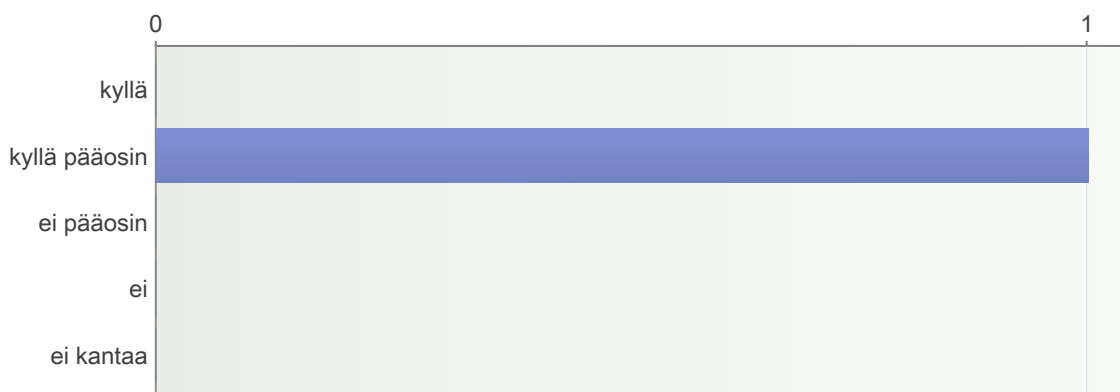 0 1
kyllä
kyllä pääosin
ei pääosin
ei
ei kantaa